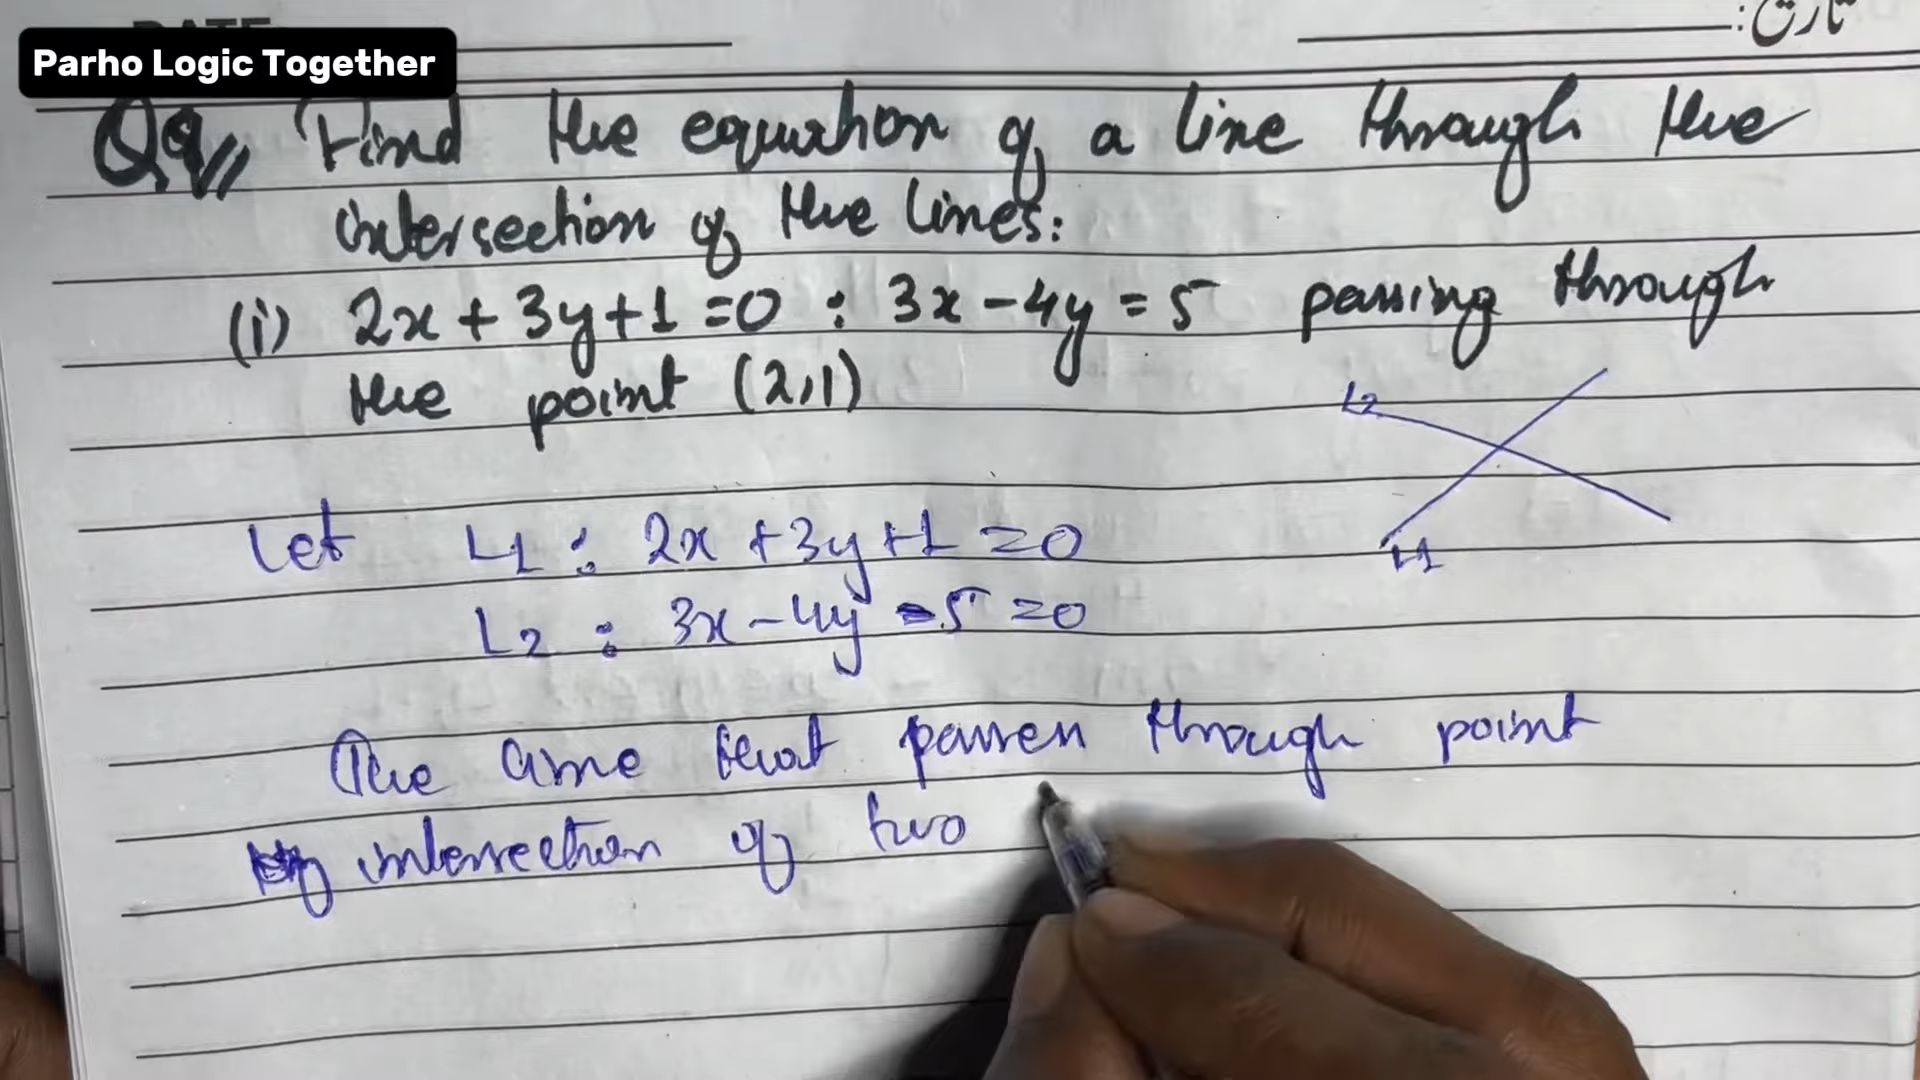 تاریخ:
Parho Logic Together
Q9// Find the equation of a line through the
intersection of the lines:
(i) 2x + 3y + 1 = 0 ; 3x - 4y = 5 passing through
the point (2,1)
L2
L1
Let L1 : 2x + 3y + 1 = 0
L2 : 3x - 4y - 5 = 0
The line that passes through point
intersection of two